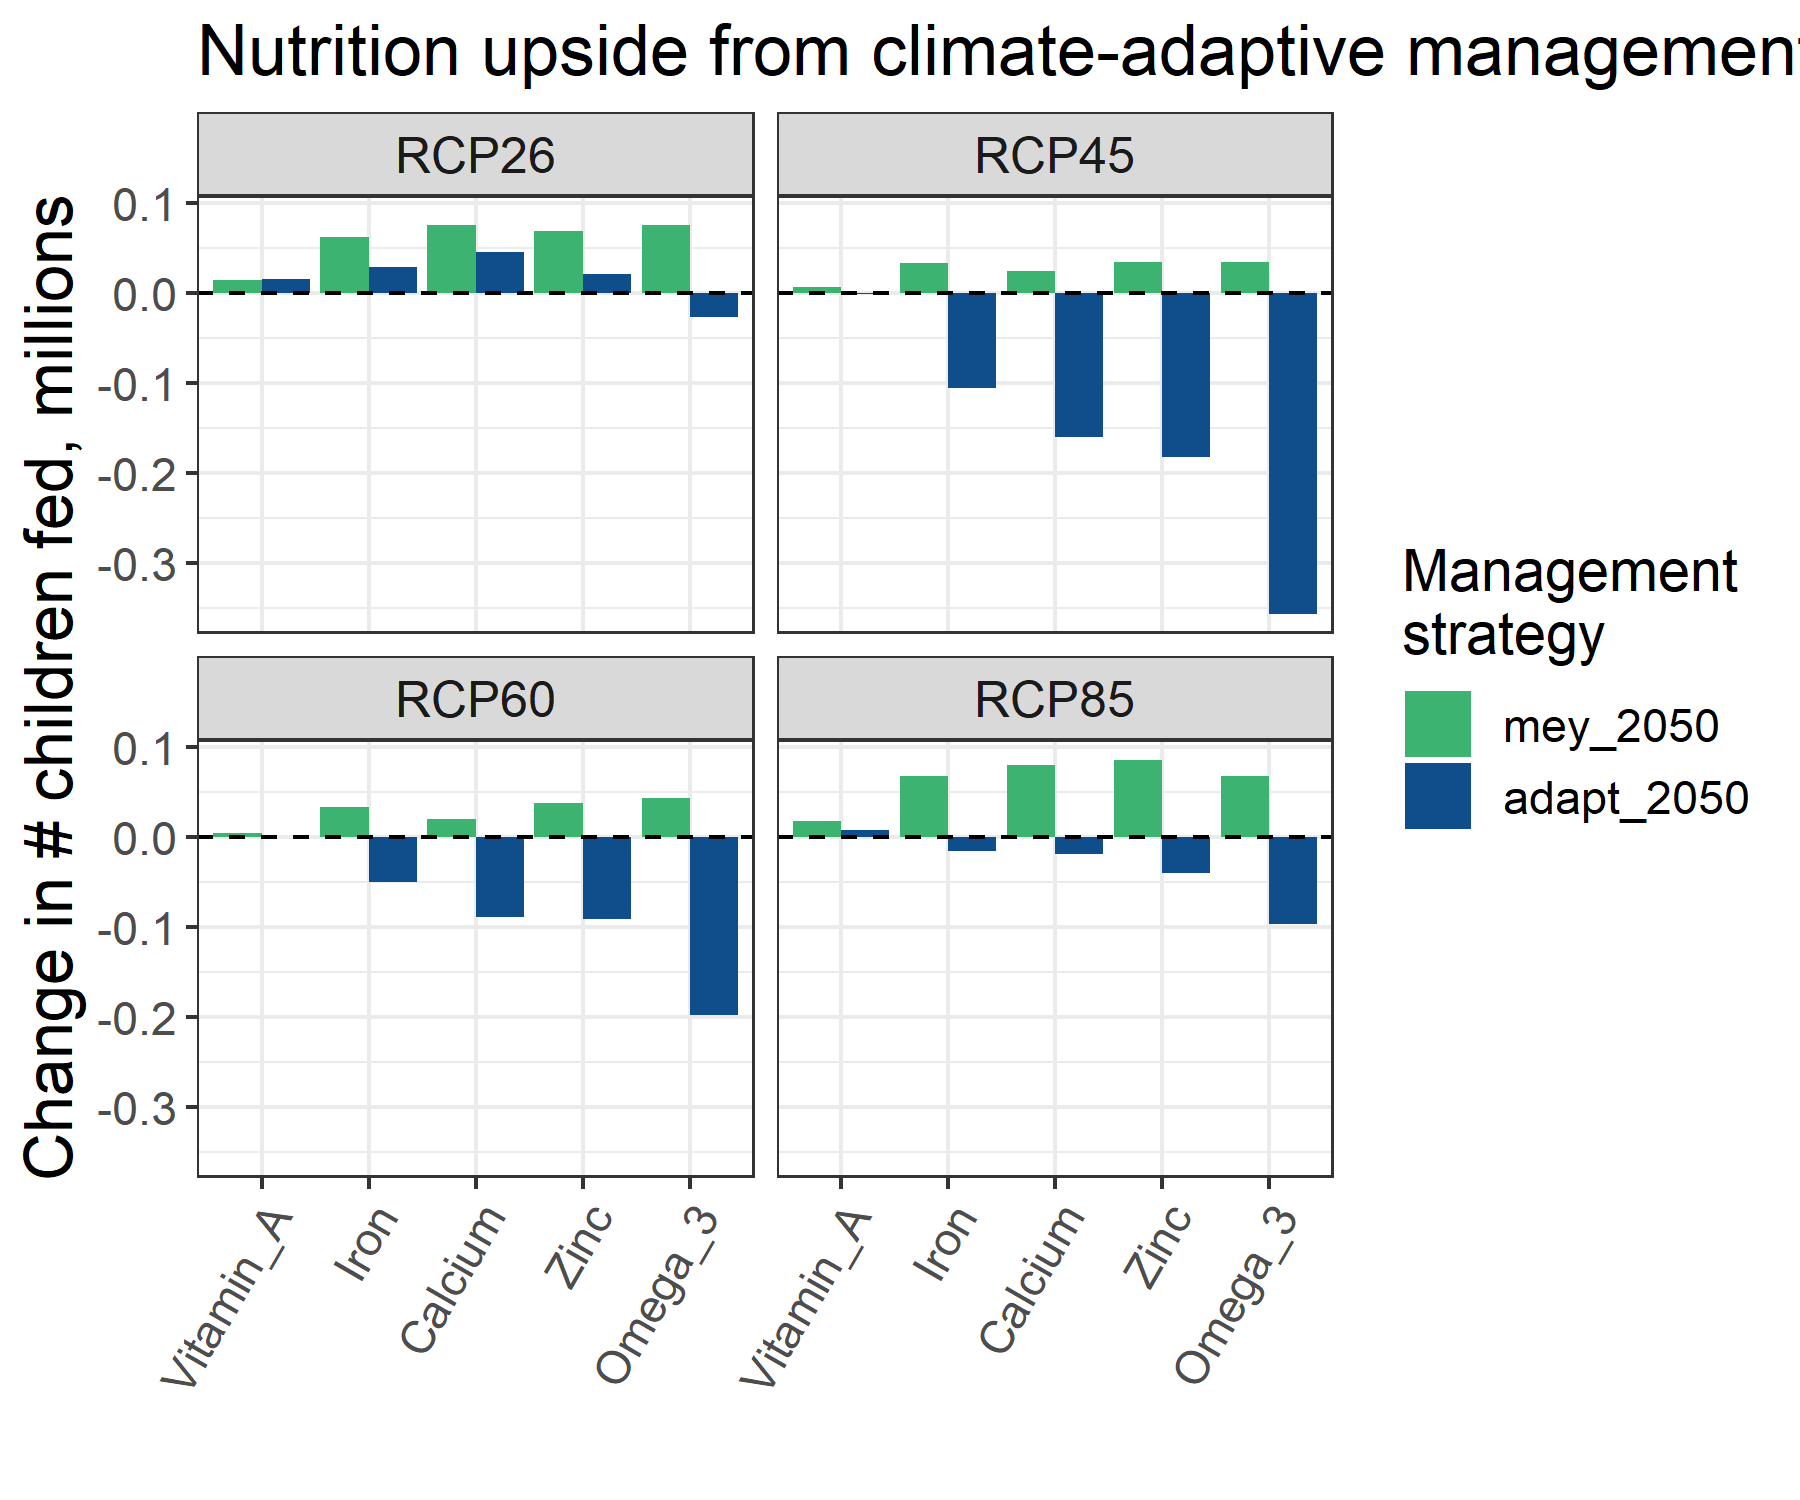 Nutrition upside from climate-adaptive management
RCP26
RCP45
0.1
0.0
-0.1
-0.2
-0.3
RCP60
RCP85
0.1
0.0
-0.1
-0.2
-0.3
Change in # children fed, millions
Vitamin_A
Iron
Calcium
Zinc
Omega_3
Vitamin_A
Iron
Calcium
Zinc
Omega_3
Management
strategy
mey_2050
adapt_2050